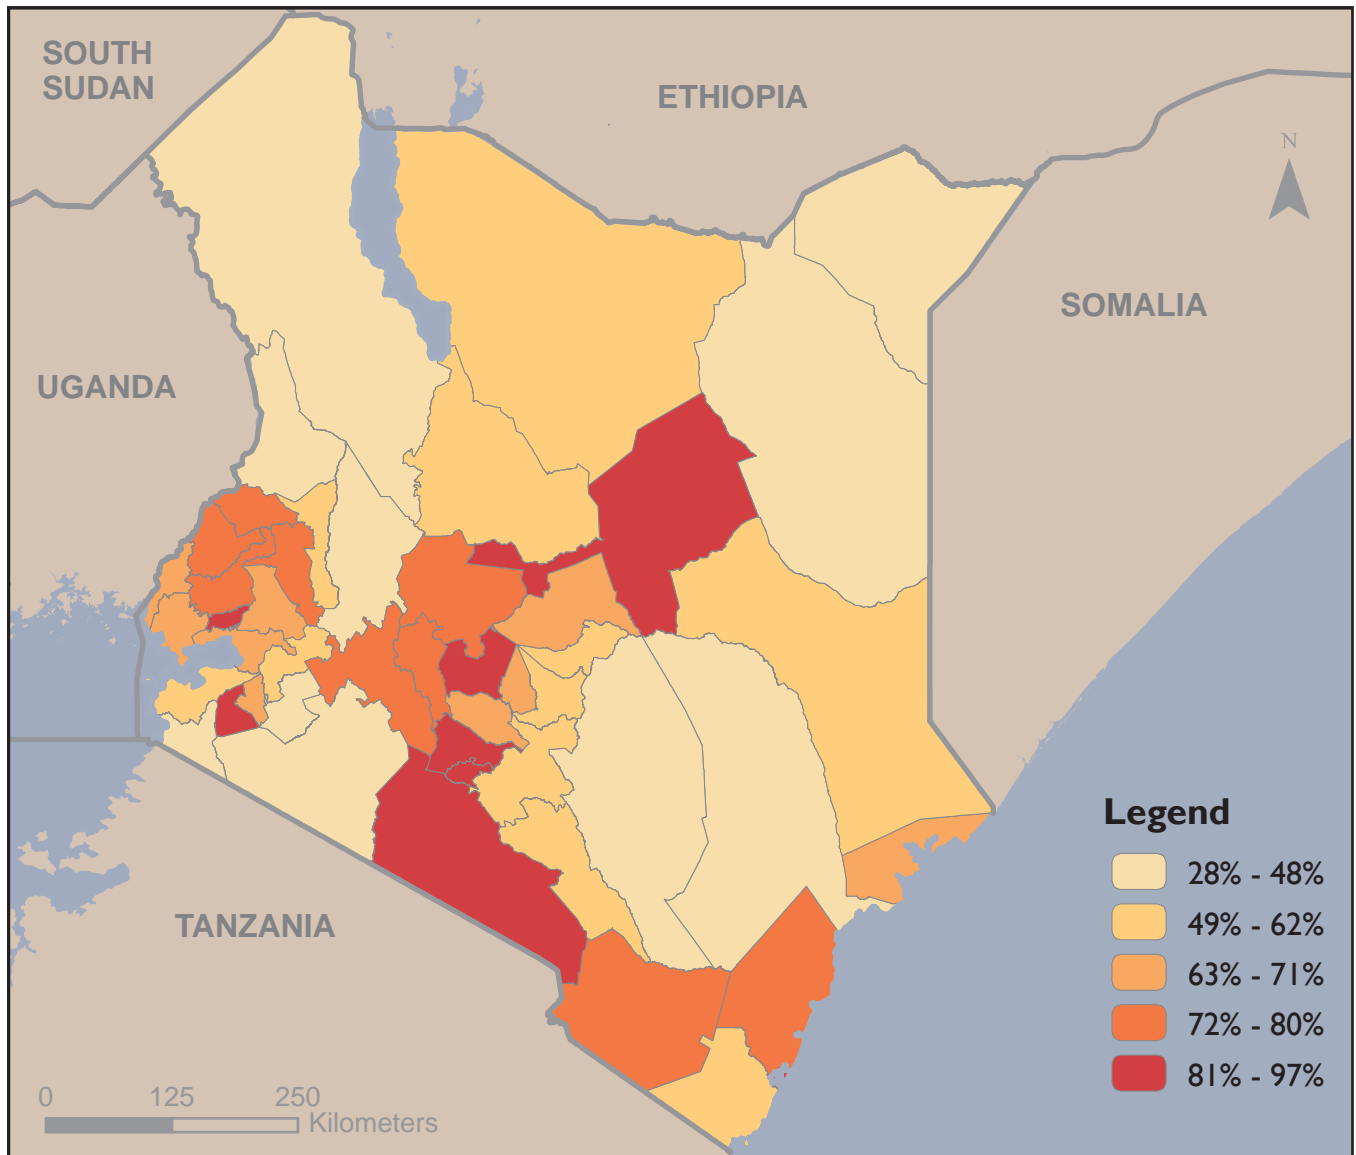 SOUTH
SUDAN
ETHIOPIA
N
SOMALIA
UGANDA
TANZANIA
Legend
28% - 48%
49% - 62%
63% - 71%
72% - 80%
81% - 97%
0 125 250
Kilometers